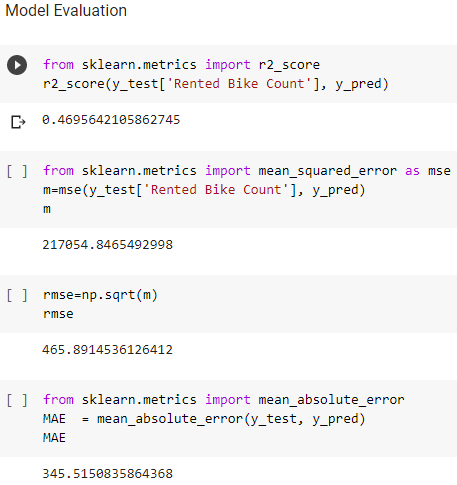 Model Evaluation
from sklearn.metrics import r2_score
r2_score(y_test['Rented Bike Count'], y_pred)
0.4695642105862745
[ ] from sklearn.metrics import mean_squared_error as mse
m=mse(y_test['Rented Bike Count'], y_pred)
m
217054.8465492998
[ ] rmse=np.sqrt(m)
rmse
465.8914536126412
[ ] from sklearn.metrics import mean_absolute_error
MAE  = mean_absolute_error(y_test, y_pred)
MAE
345.5150835864368